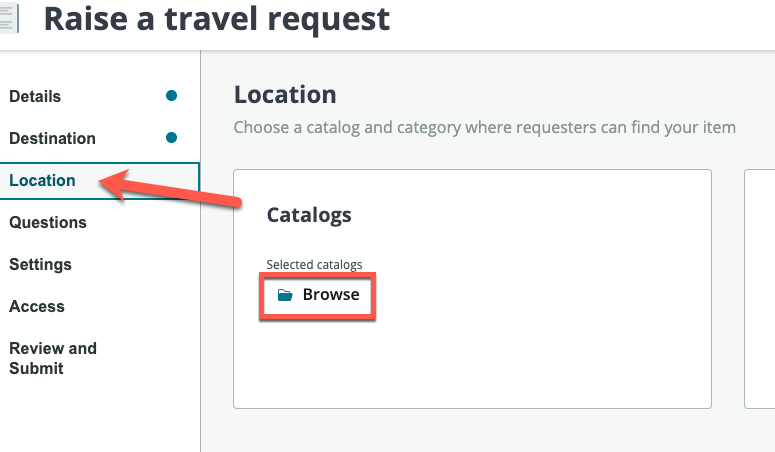 Raise a travel request
Details
Destination
Location
Questions
Settings
Access
Review and
Submit
Location
Choose a catalog and category where requesters can find your item
Catalogs
Selected catalogs
Browse